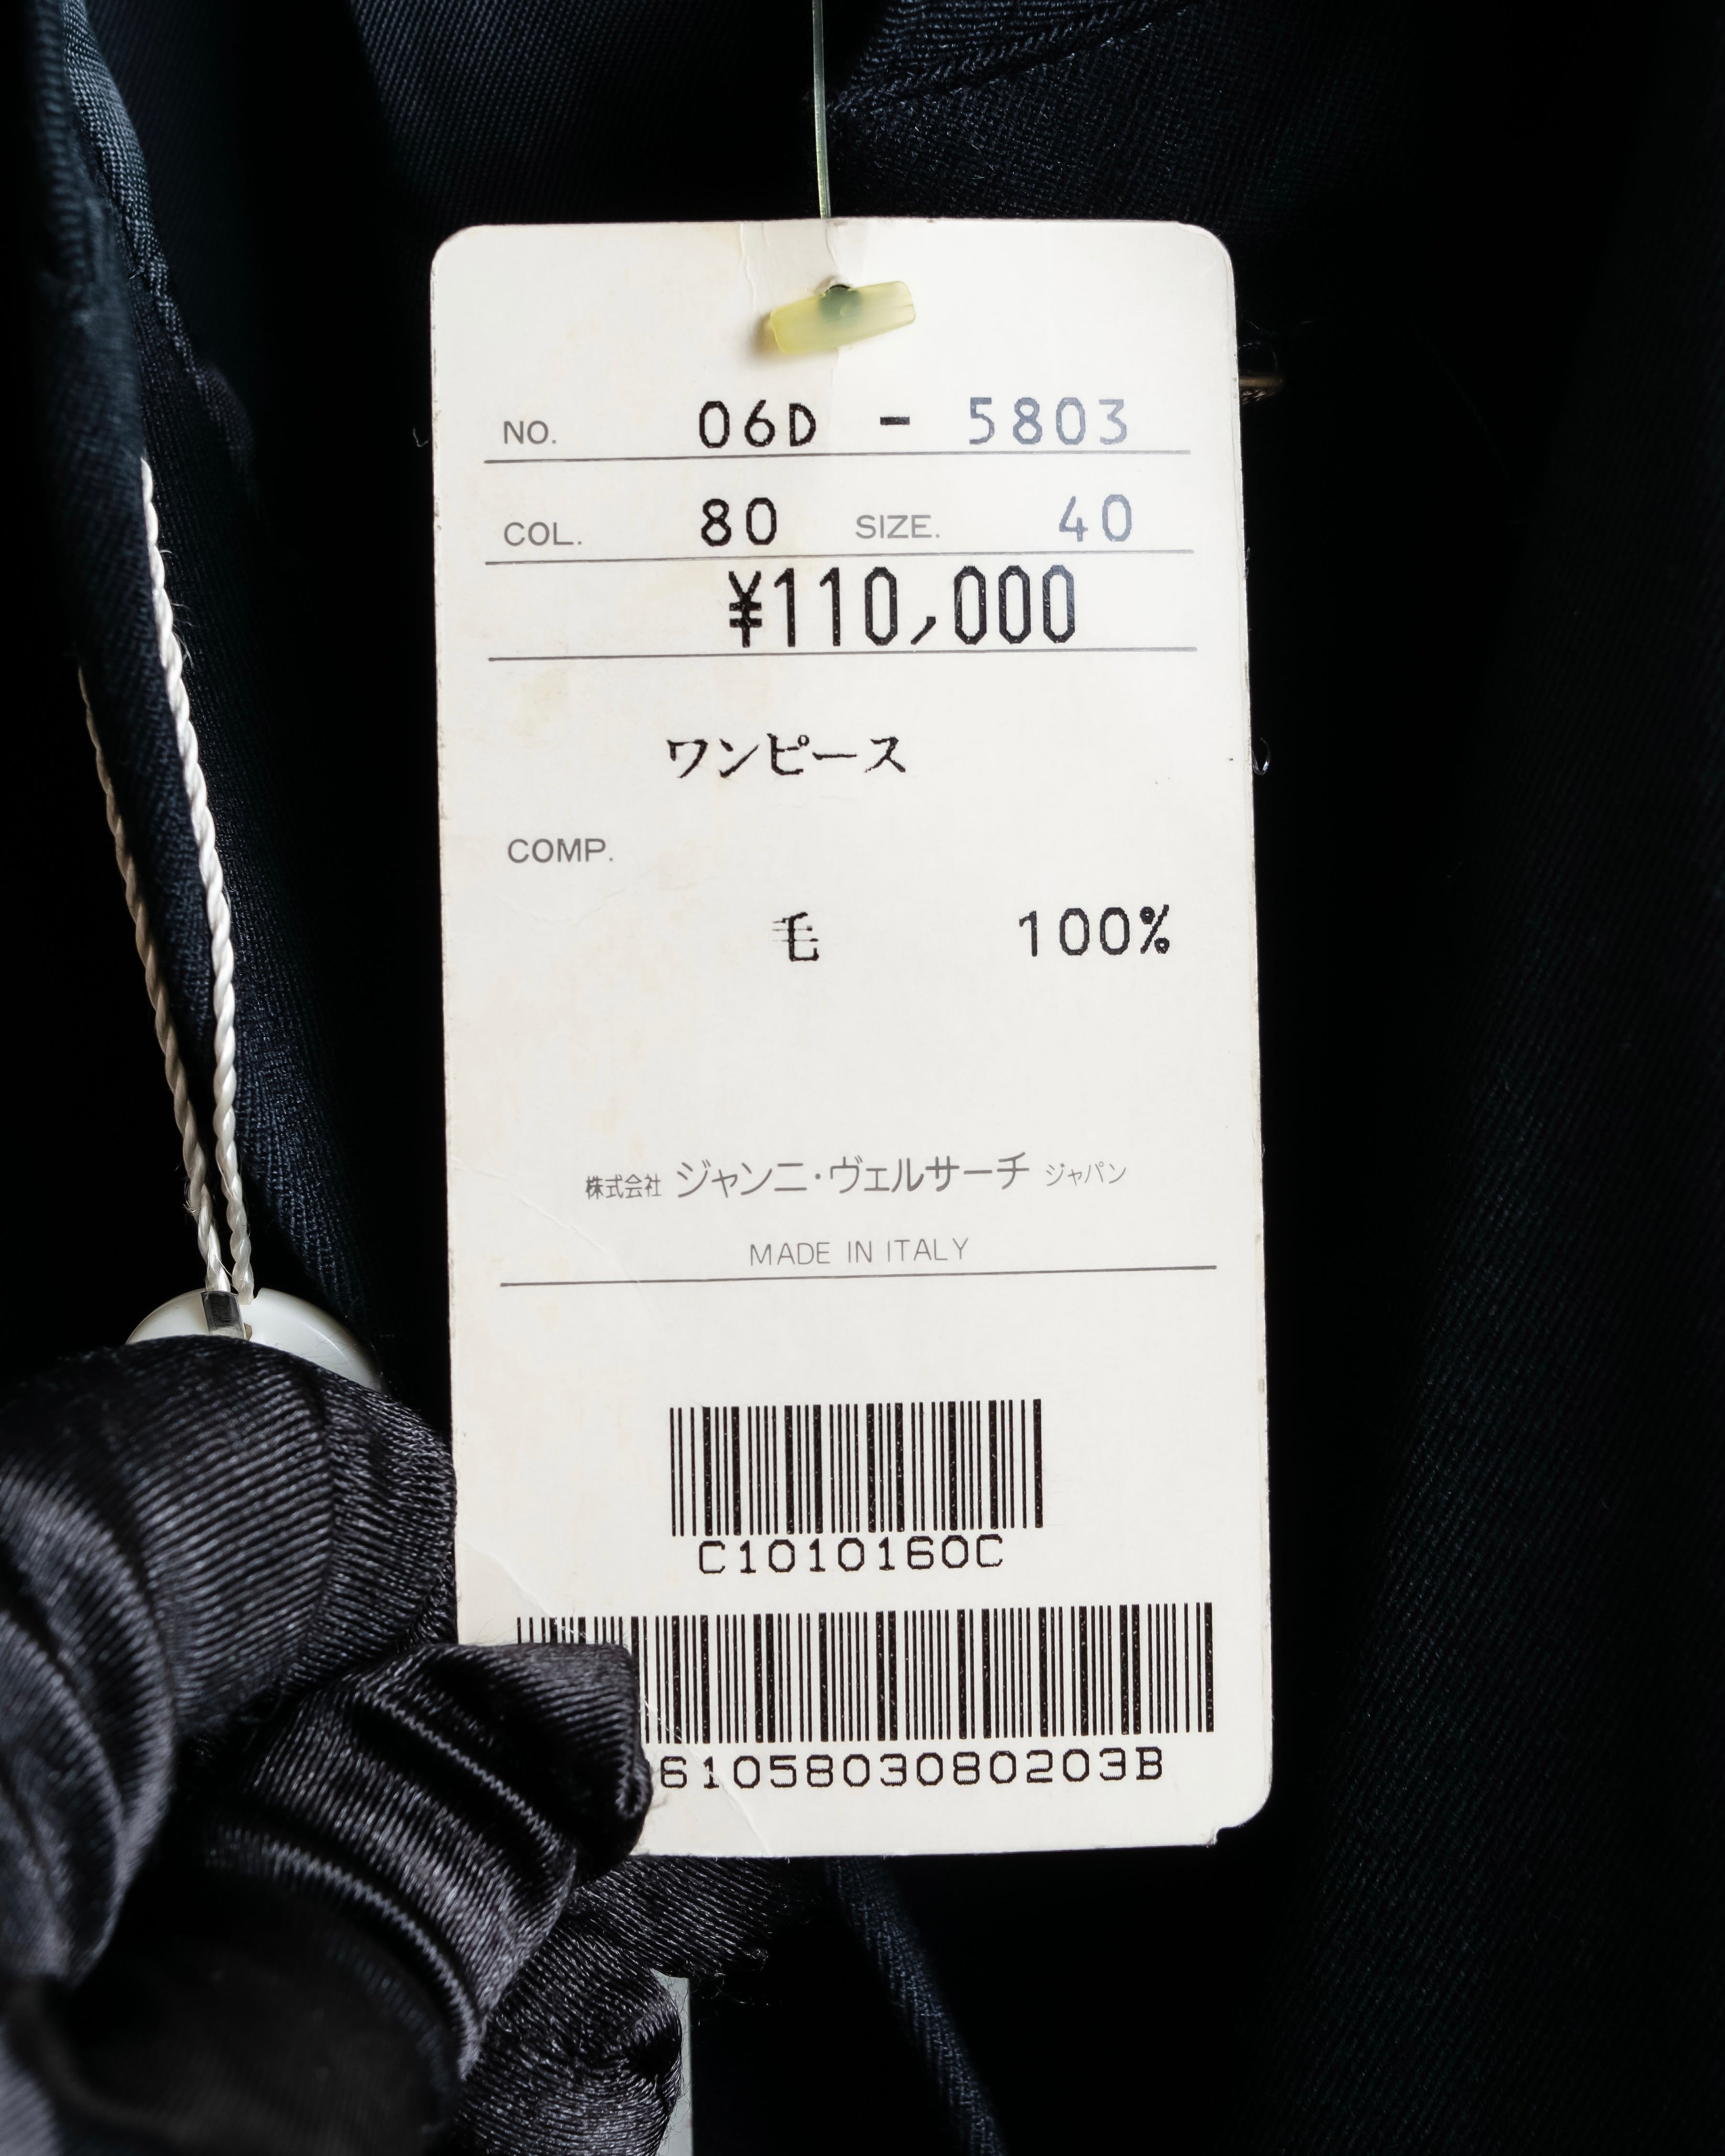 NO. 06D - 5803
COL. 80 SIZE. 40
¥110,000
ワンピース
COMP.
毛 100%
株式会社 ジャンニ・ヴェルサーチ ジャパン
MADE IN ITALY
C1010160C
6105803080203B